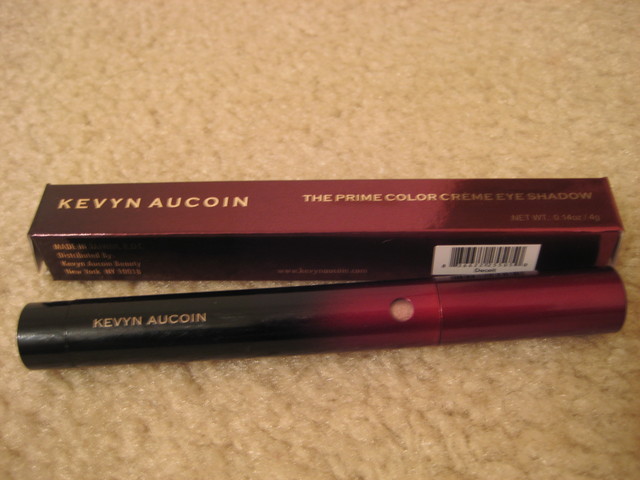 KEVYN AUCOIN
THE PRIME COLOR CRÈME EYE SHADOW
NET WT. 0.14oz / 4g
Distributed by:
Kevyn Aucoin Beauty
New York NY
www.kevynaucoin.com
KEVYN AUCOIN